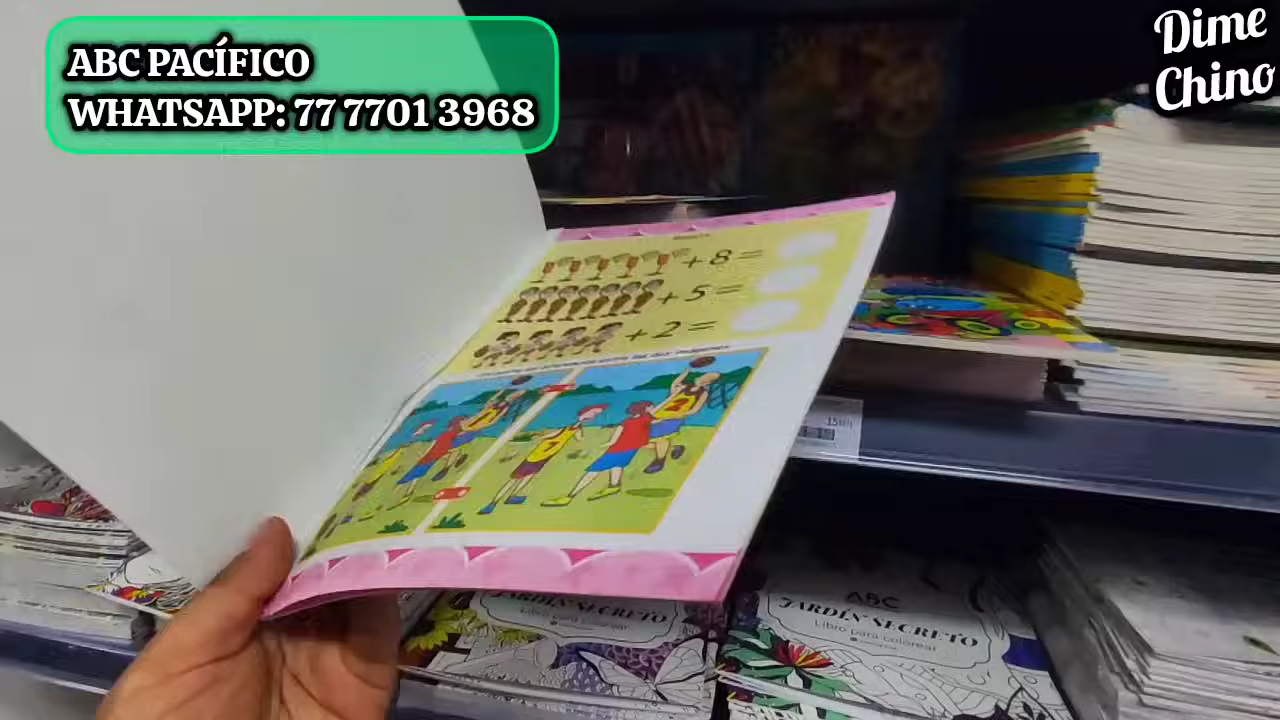 ABC PACÍFICO
WHATSAPP: 77 7701 3968
Dime
Chino
+ 8 =
+ 5 =
+ 2 =
JARDÍN SECRETO
Libro para colorear
ABC
JARDÍN SECRETO
Libro para colorear